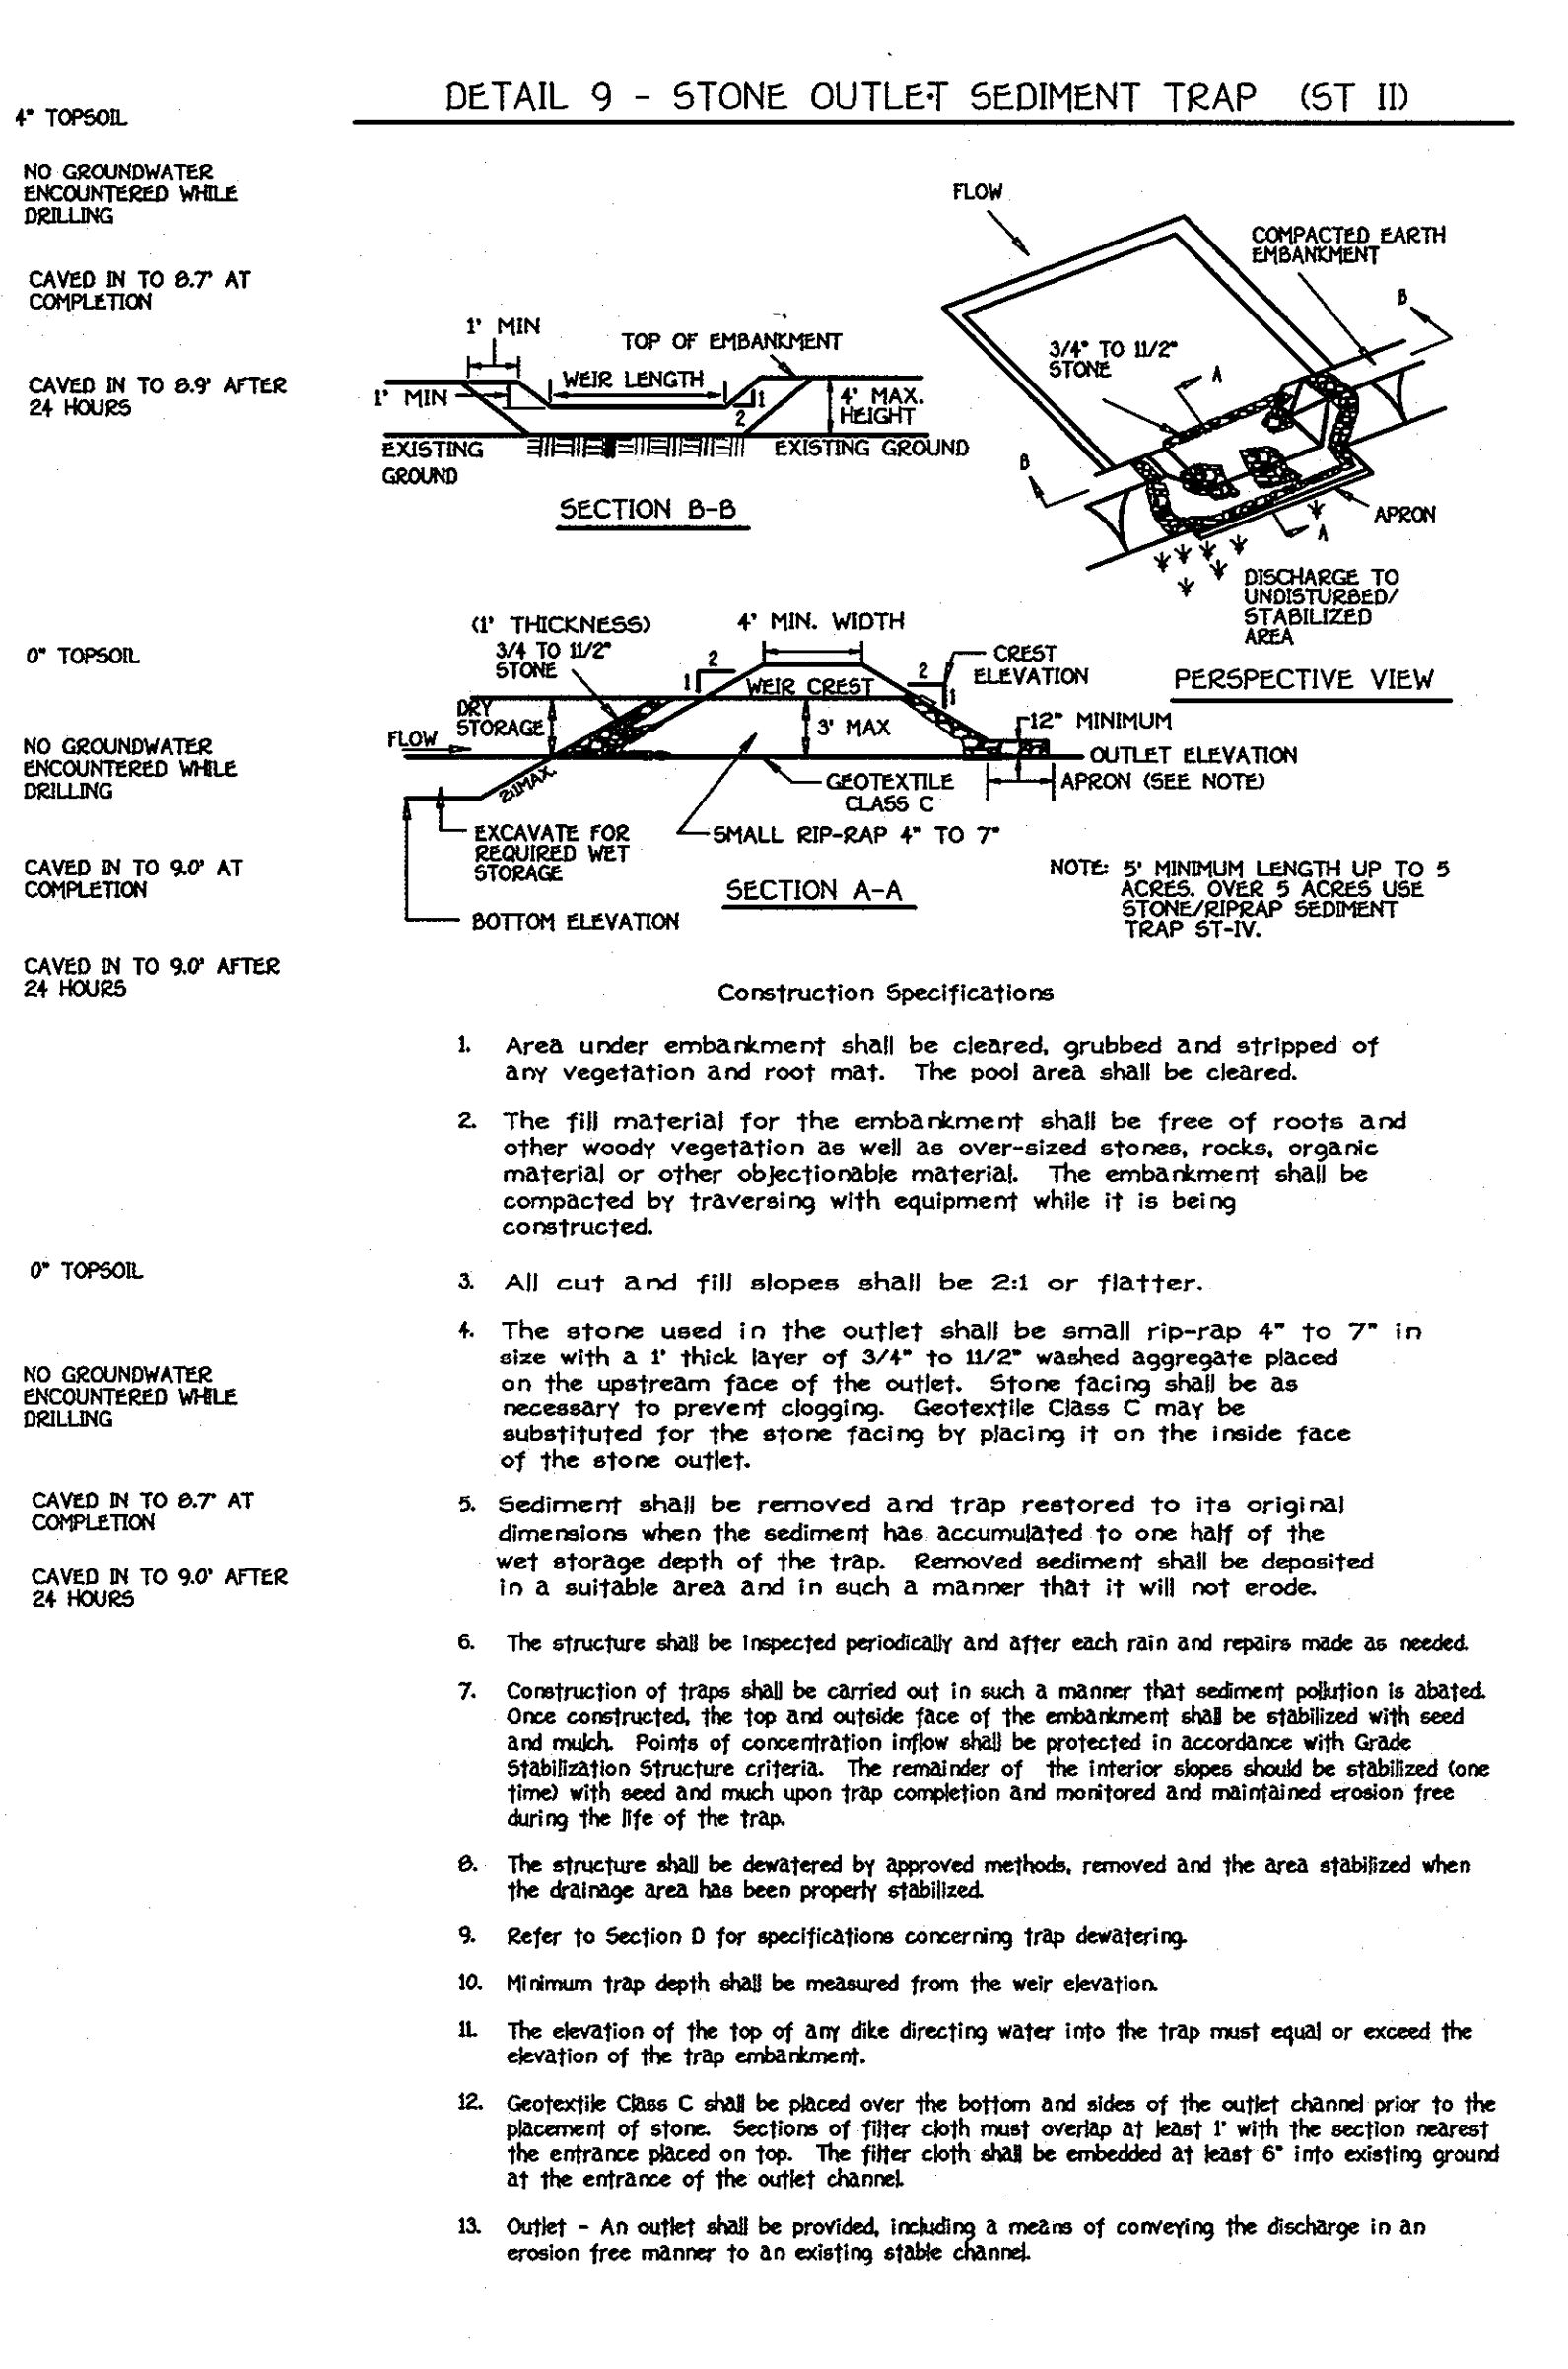 DETAIL 9 - STONE OUTLET SEDIMENT TRAP (ST II)
4" TOPSOIL
NO GROUNDWATER
ENCOUNTERED WHILE
DRILLING
CAVED IN TO 8.7' AT
COMPLETION
CAVED IN TO 8.9' AFTER
24 HOURS
0" TOPSOIL
NO GROUNDWATER
ENCOUNTERED WHILE
DRILLING
CAVED IN TO 9.0' AT
COMPLETION
CAVED IN TO 9.0' AFTER
24 HOURS
0" TOPSOIL
NO GROUNDWATER
ENCOUNTERED WHILE
DRILLING
CAVED IN TO 8.7' AT
COMPLETION
CAVED IN TO 9.0' AFTER
24 HOURS
1' MIN
TOP OF EMBANKMENT
WEIR LENGTH
1' MIN
1
2
4' MAX.
HEIGHT
EXISTING
GROUND
EXISTING GROUND
SECTION B-B
FLOW
COMPACTED EARTH
EMBANKMENT
B
3/4" TO 11/2"
STONE
A
B
APRON
A
DISCHARGE TO
UNDISTURBED/
STABILIZED
AREA
PERSPECTIVE VIEW
(1' THICKNESS)
3/4 TO 11/2"
STONE
4' MIN. WIDTH
2
1
WEIR CREST
2
1
CREST
ELEVATION
DRY
STORAGE
FLOW
3' MAX
12" MINIMUM
OUTLET ELEVATION
APRON (SEE NOTE)
2:1MAX.
GEOTEXTILE
CLASS C
EXCAVATE FOR
REQUIRED WET
STORAGE
SMALL RIP-RAP 4" TO 7"
SECTION A-A
BOTTOM ELEVATION
NOTE: 5' MINIMUM LENGTH UP TO 5
ACRES. OVER 5 ACRES USE
STONE/RIPRAP SEDIMENT
TRAP ST-IV.
Construction Specifications
1. Area under embankment shall be cleared, grubbed and stripped of
any vegetation and root mat. The pool area shall be cleared.
2. The fill material for the embankment shall be free of roots and
other woody vegetation as well as over-sized stones, rocks, organic
material or other objectionable material. The embankment shall be
compacted by traversing with equipment while it is being
constructed.
3. All cut and fill slopes shall be 2:1 or flatter.
4. The stone used in the outlet shall be small rip-rap 4" to 7" in
size with a 1' thick layer of 3/4" to 11/2" washed aggregate placed
on the upstream face of the outlet. Stone facing shall be as
necessary to prevent clogging. Geotextile Class C may be
substituted for the stone facing by placing it on the inside face
of the stone outlet.
5. Sediment shall be removed and trap restored to its original
dimensions when the sediment has accumulated to one half of the
wet storage depth of the trap. Removed sediment shall be deposited
in a suitable area and in such a manner that it will not erode.
6. The structure shall be inspected periodically and after each rain and repairs made as needed.
7. Construction of traps shall be carried out in such a manner that sediment pollution is abated.
Once constructed, the top and outside face of the embankment shall be stabilized with seed
and mulch. Points of concentration inflow shall be protected in accordance with Grade
Stabilization Structure criteria. The remainder of the interior slopes should be stabilized (one
time) with seed and much upon trap completion and monitored and maintained erosion free
during the life of the trap.
8. The structure shall be dewatered by approved methods, removed and the area stabilized when
the drainage area has been properly stabilized.
9. Refer to Section D for specifications concerning trap dewatering.
10. Minimum trap depth shall be measured from the weir elevation.
11. The elevation of the top of any dike directing water into the trap must equal or exceed the
elevation of the trap embankment.
12. Geotextile Class C shall be placed over the bottom and sides of the outlet channel prior to the
placement of stone. Sections of filter cloth must overlap at least 1' with the section nearest
the entrance placed on top. The filter cloth shall be embedded at least 6" into existing ground
at the entrance of the outlet channel.
13. Outlet - An outlet shall be provided, including a means of conveying the discharge in an
erosion free manner to an existing stable channel.